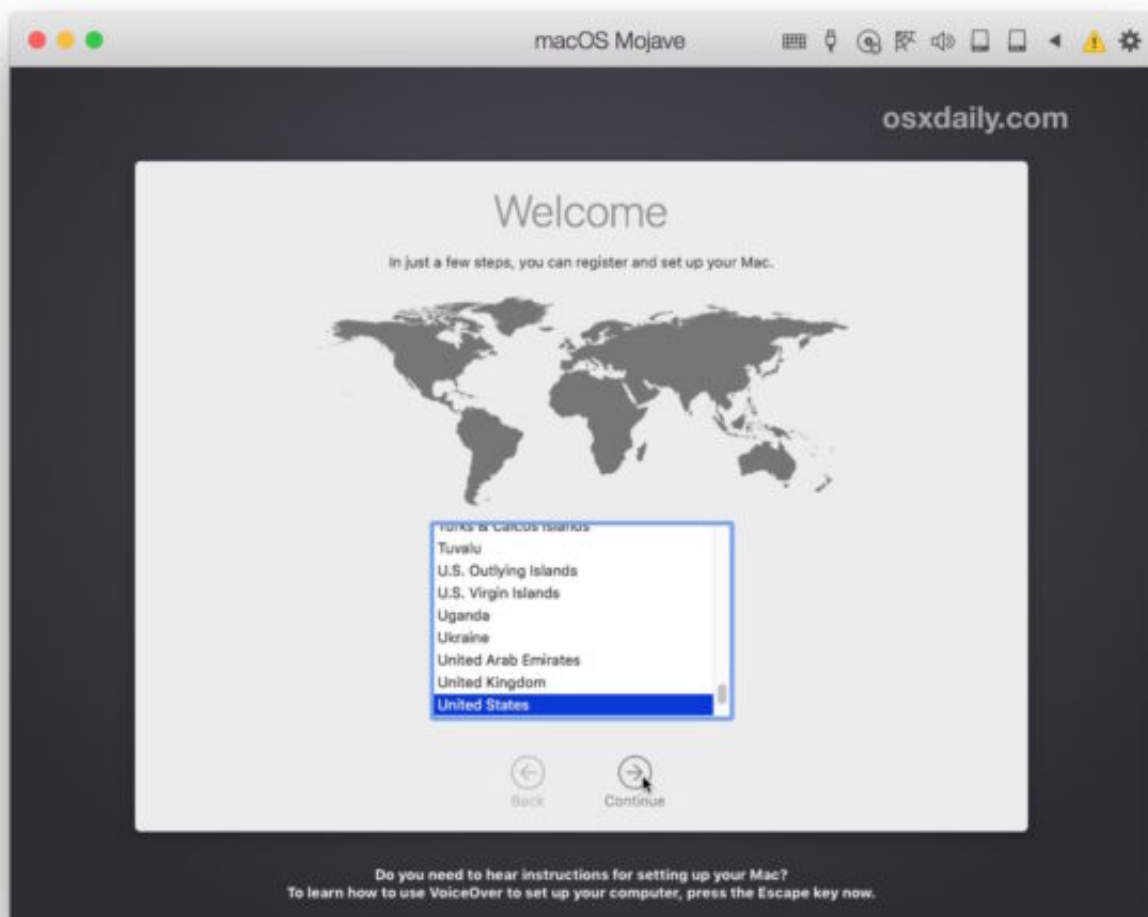 macOS Mojave
osxdaily.com
Welcome
In just a few steps, you can register and set up your Mac.
Turks & Caicos Islands
Tuvalu
U.S. Outlying Islands
U.S. Virgin Islands
Uganda
Ukraine
United Arab Emirates
United Kingdom
United States
Back
Continue
Do you need to hear instructions for setting up your Mac?
To learn how to use VoiceOver to set up your computer, press the Escape key now.